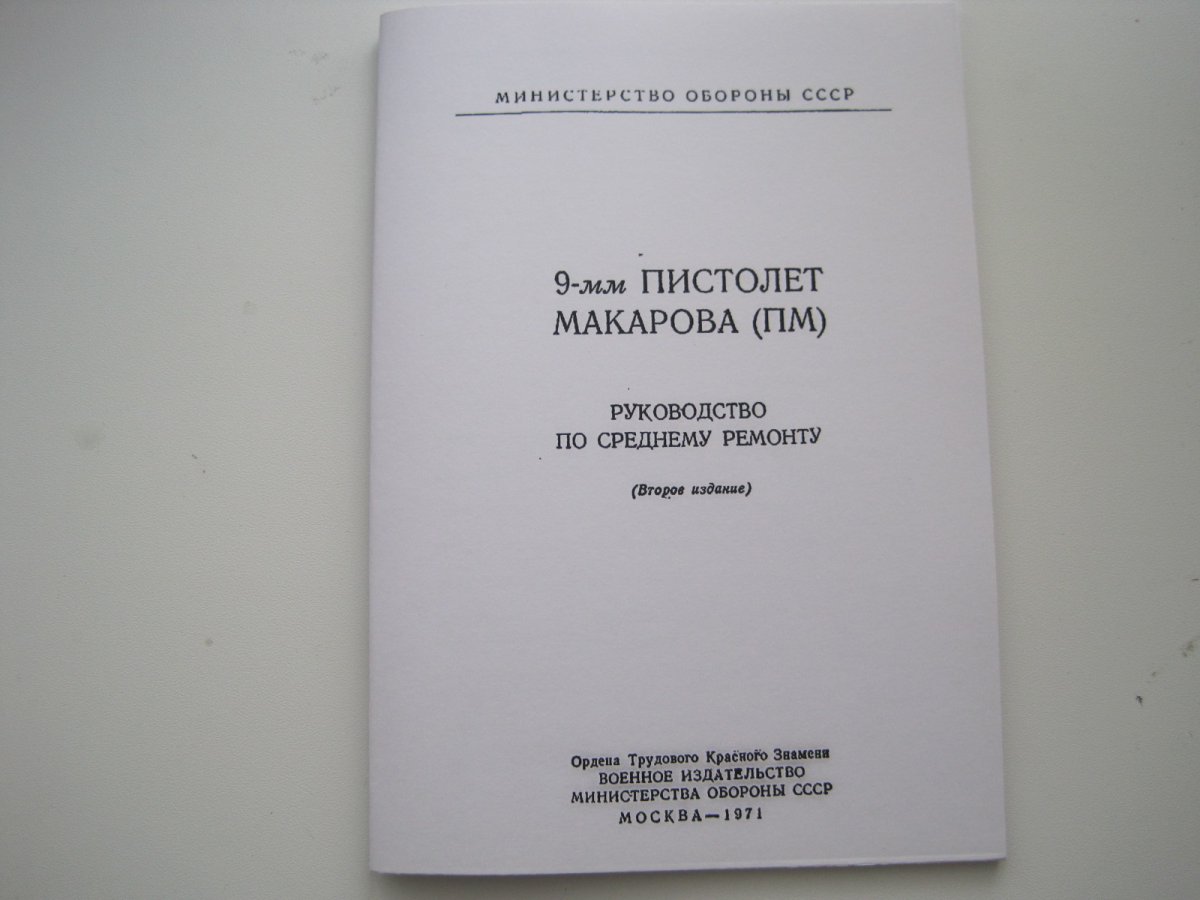 МИНИСТЕРСТВО ОБОРОНЫ СССР
9-мм ПИСТОЛЕТ
МАКАРОВА (ПМ)
РУКОВОДСТВО
ПО СРЕДНЕМУ РЕМОНТУ
(Второе издание)
Ордена Трудового Красного Знамени
ВОЕННОЕ ИЗДАТЕЛЬСТВО
МИНИСТЕРСТВА ОБОРОНЫ СССР
МОСКВА—1971